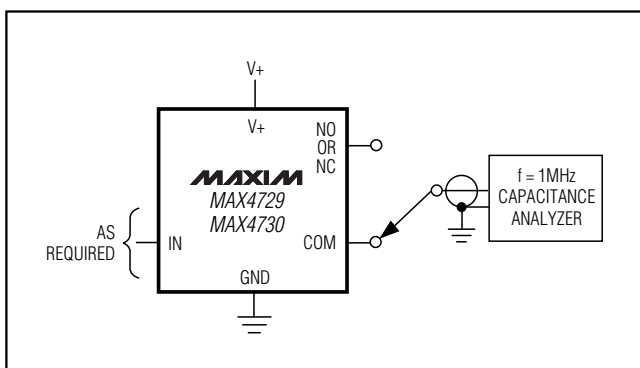 V+
V+
NO
OR
NC
MAXIM
MAX4729
MAX4730
AS
REQUIRED
IN
COM
GND
f = 1MHz
CAPACITANCE
ANALYZER